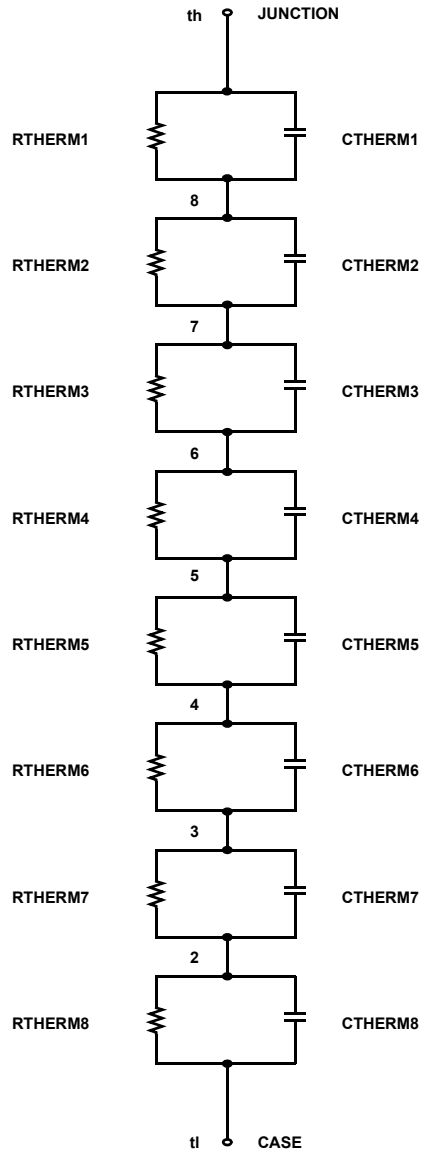 th JUNCTION
RTHERM1 CTHERM1
8
RTHERM2 CTHERM2
7
RTHERM3 CTHERM3
6
RTHERM4 CTHERM4
5
RTHERM5 CTHERM5
4
RTHERM6 CTHERM6
3
RTHERM7 CTHERM7
2
RTHERM8 CTHERM8
tl CASE